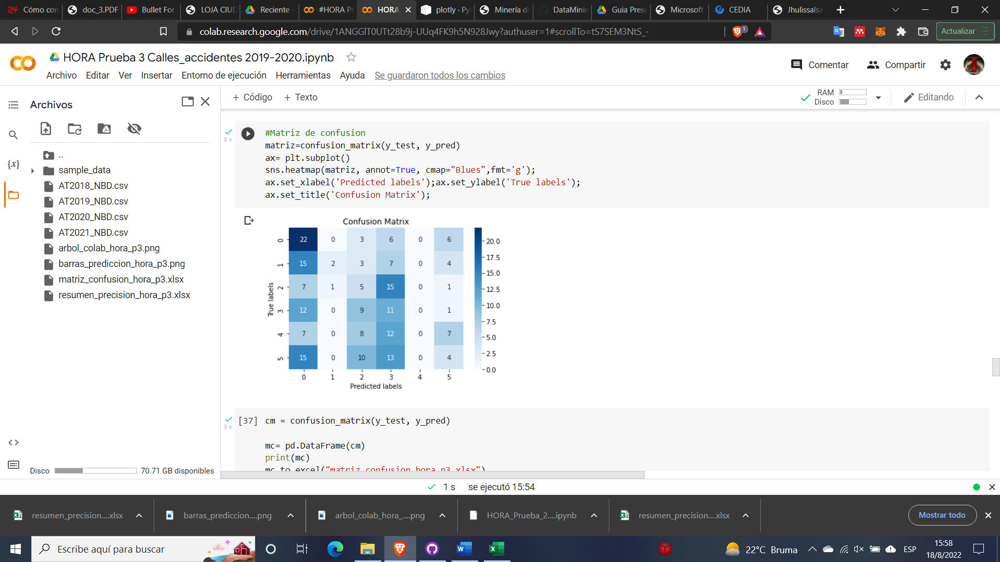 Cómo con
doc_3.PDF
Bullet For
LOJA CIUD
Reciente -
#HORA Pr
HORA
plotly · Py
Minería de
DataMinin
Guia Prese
Microsoft
CEDIA
Jhulissalsa
colab.research.google.com/drive/1ANGGlT0UTt28b9j-UUq4FK9h5N928Jwy?authuser=1#scrollTo=tS7SEM3NtS_-
1
Actualizar
HORA Prueba 3 Calles_accidentes 2019-2020.ipynb
Comentar
Compartir
Archivo Editar Ver Insertar Entorno de ejecución Herramientas Ayuda Se guardaron todos los cambios
Archivos
+ Código + Texto
RAM
Disco
Editando
..
sample_data
AT2018_NBD.csv
AT2019_NBD.csv
AT2020_NBD.csv
AT2021_NBD.csv
arbol_colab_hora_p3.png
barras_prediccion_hora_p3.png
matriz_confusion_hora_p3.xlsx
resumen_precision_hora_p3.xlsx
Disco 70.71 GB disponibles
0 s
#Matriz de confusion
matriz=confusion_matrix(y_test, y_pred)
ax= plt.subplot()
sns.heatmap(matriz, annot=True, cmap="Blues",fmt='g');
ax.set_xlabel('Predicted labels');ax.set_ylabel('True labels');
ax.set_title('Confusion Matrix');
Confusion Matrix
True labels
0 22 0 3 6 0 6
1 15 2 3 7 0 4
2 7 1 5 15 0 1
3 12 0 9 11 0 1
4 7 0 8 12 0 7
5 15 0 10 13 0 4
0 1 2 3 4 5
Predicted labels
20.0
17.5
15.0
12.5
10.0
7.5
5.0
2.5
0.0
0 s
[37] cm = confusion_matrix(y_test, y_pred)
mc= pd.DataFrame(cm)
print(mc)
mc.to_excel("matriz_confusion_hora_p3.xlsx")
1 s se ejecutó 15:54
resumen_precision....xlsx
barras_prediccion....png
arbol_colab_hora_....png
HORA_Prueba_2....ipynb
resumen_precision....xlsx
Mostrar todo
Escribe aquí para buscar
22°C Bruma
ESP
15:58
18/8/2022